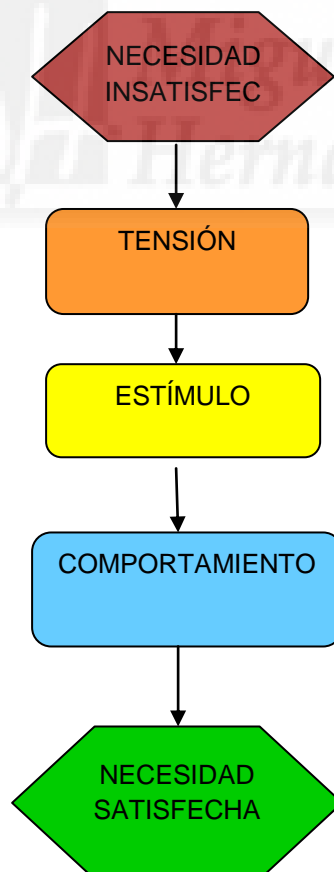 NECESIDAD
INSATISFEC
TENSIÓN
ESTÍMULO
COMPORTAMIENTO
NECESIDAD
SATISFECHA